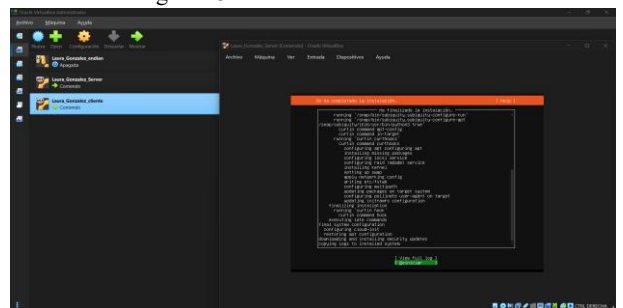 Oracle VirtualBox Administrador
Archivo Máquina Ayuda
Laura_Gonzalez_endian
Apagada
Laura_Gonzalez_Server
Corriendo
Laura_Gonzalez_cliente
Corriendo
Laura_Gonzalez_Server [Corriendo] - Oracle VirtualBox
Archivo Máquina Ver Entrada Dispositivos Ayuda
Se ha completado la instalación. [ Help ]
Ha finalizado la instalación.
curtin command apt-config
curtin command in-target
running 'curtin curthooks'
curtin command curthooks
configuring apt configuring apt
installing missing packages
configuring iscsi service
configuring raid (mdadm) service
installing kernel
setting up swap
apply networking config
writing etc/fstab
configuring multipath
updating packages on target system
configuring pollinate user-agent on target
updating initramfs configuration
finalizing installation
running 'curtin hook'
curtin command hook
executing late commands
final system configuration
configuring cloud-init
restoring apt configuration
downloading and installing security updates
copying logs to installed system
[ View full log ]
CTRL DERECHA